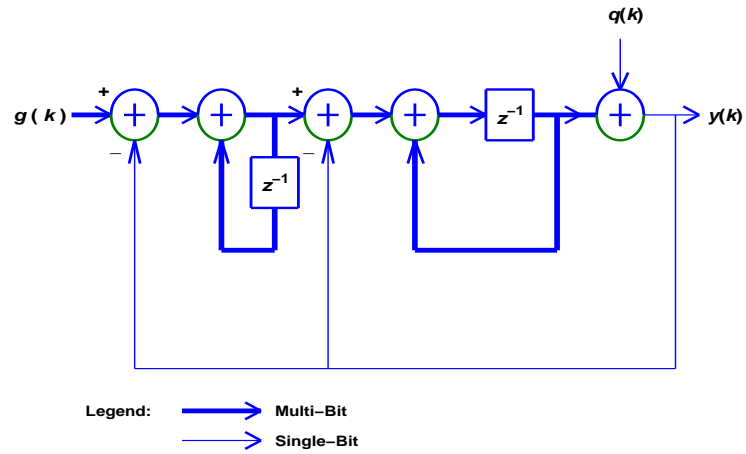 q(k)
+
+
g(k)
+
+
+
+
z⁻¹
+
y(k)
−
−
z⁻¹
Legend:
Multi−Bit
Single−Bit